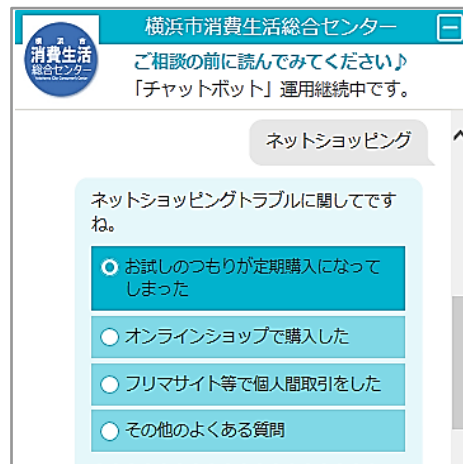 横浜市消費生活総合センター
横浜市
消費生活
総合センター
ご相談の前に読んでみてください♪
「チャットボット」運用継続中です。
ネットショッピング
ネットショッピングトラブルに関してです
ね。
お試しのつもりが定期購入になって
しまった
オンラインショップで購入した
フリマサイト等で個人間取引をした
その他のよくある質問